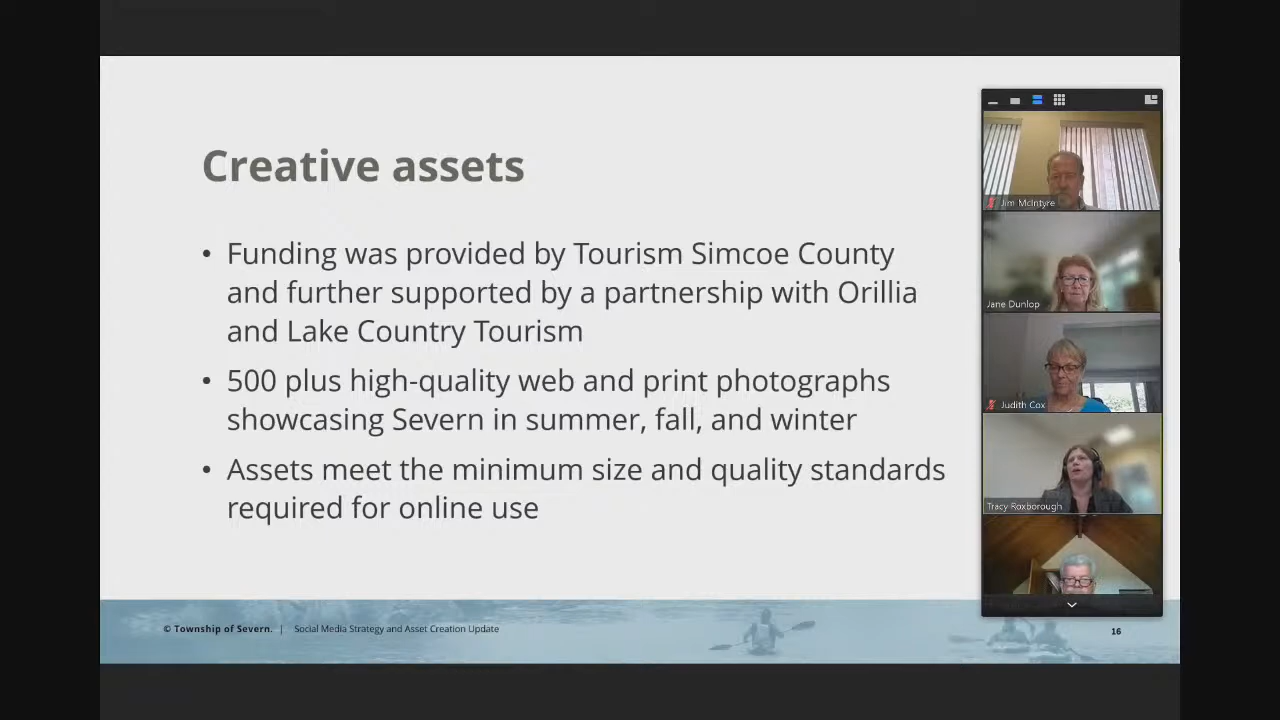 Creative assets
• Funding was provided by Tourism Simcoe County
and further supported by a partnership with Orillia
and Lake Country Tourism
• 500 plus high-quality web and print photographs
showcasing Severn in summer, fall, and winter
• Assets meet the minimum size and quality standards
required for online use
© Township of Severn. | Social Media Strategy and Asset Creation Update
16
Jim McIntyre
Jane Dunlop
Judith Cox
Tracy Roxborough